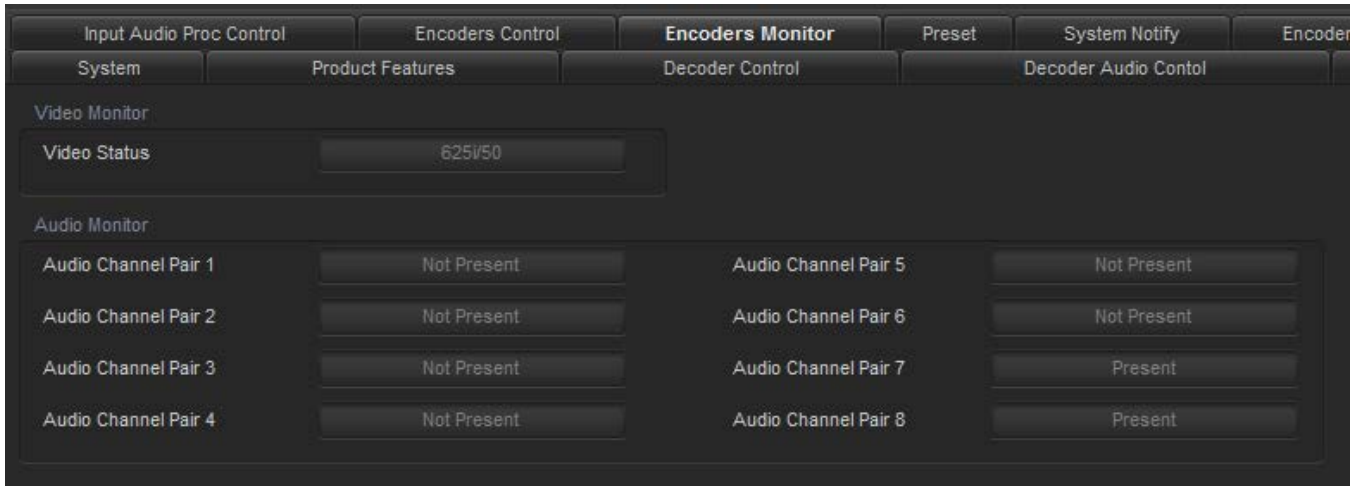 Input Audio Proc Control Encoders Control Encoders Monitor Preset System Notify Encoder
System Product Features Decoder Control Decoder Audio Contol
Video Monitor
Video Status 625i/50
Audio Monitor
Audio Channel Pair 1 Not Present Audio Channel Pair 5 Not Present
Audio Channel Pair 2 Not Present Audio Channel Pair 6 Not Present
Audio Channel Pair 3 Not Present Audio Channel Pair 7 Present
Audio Channel Pair 4 Not Present Audio Channel Pair 8 Present